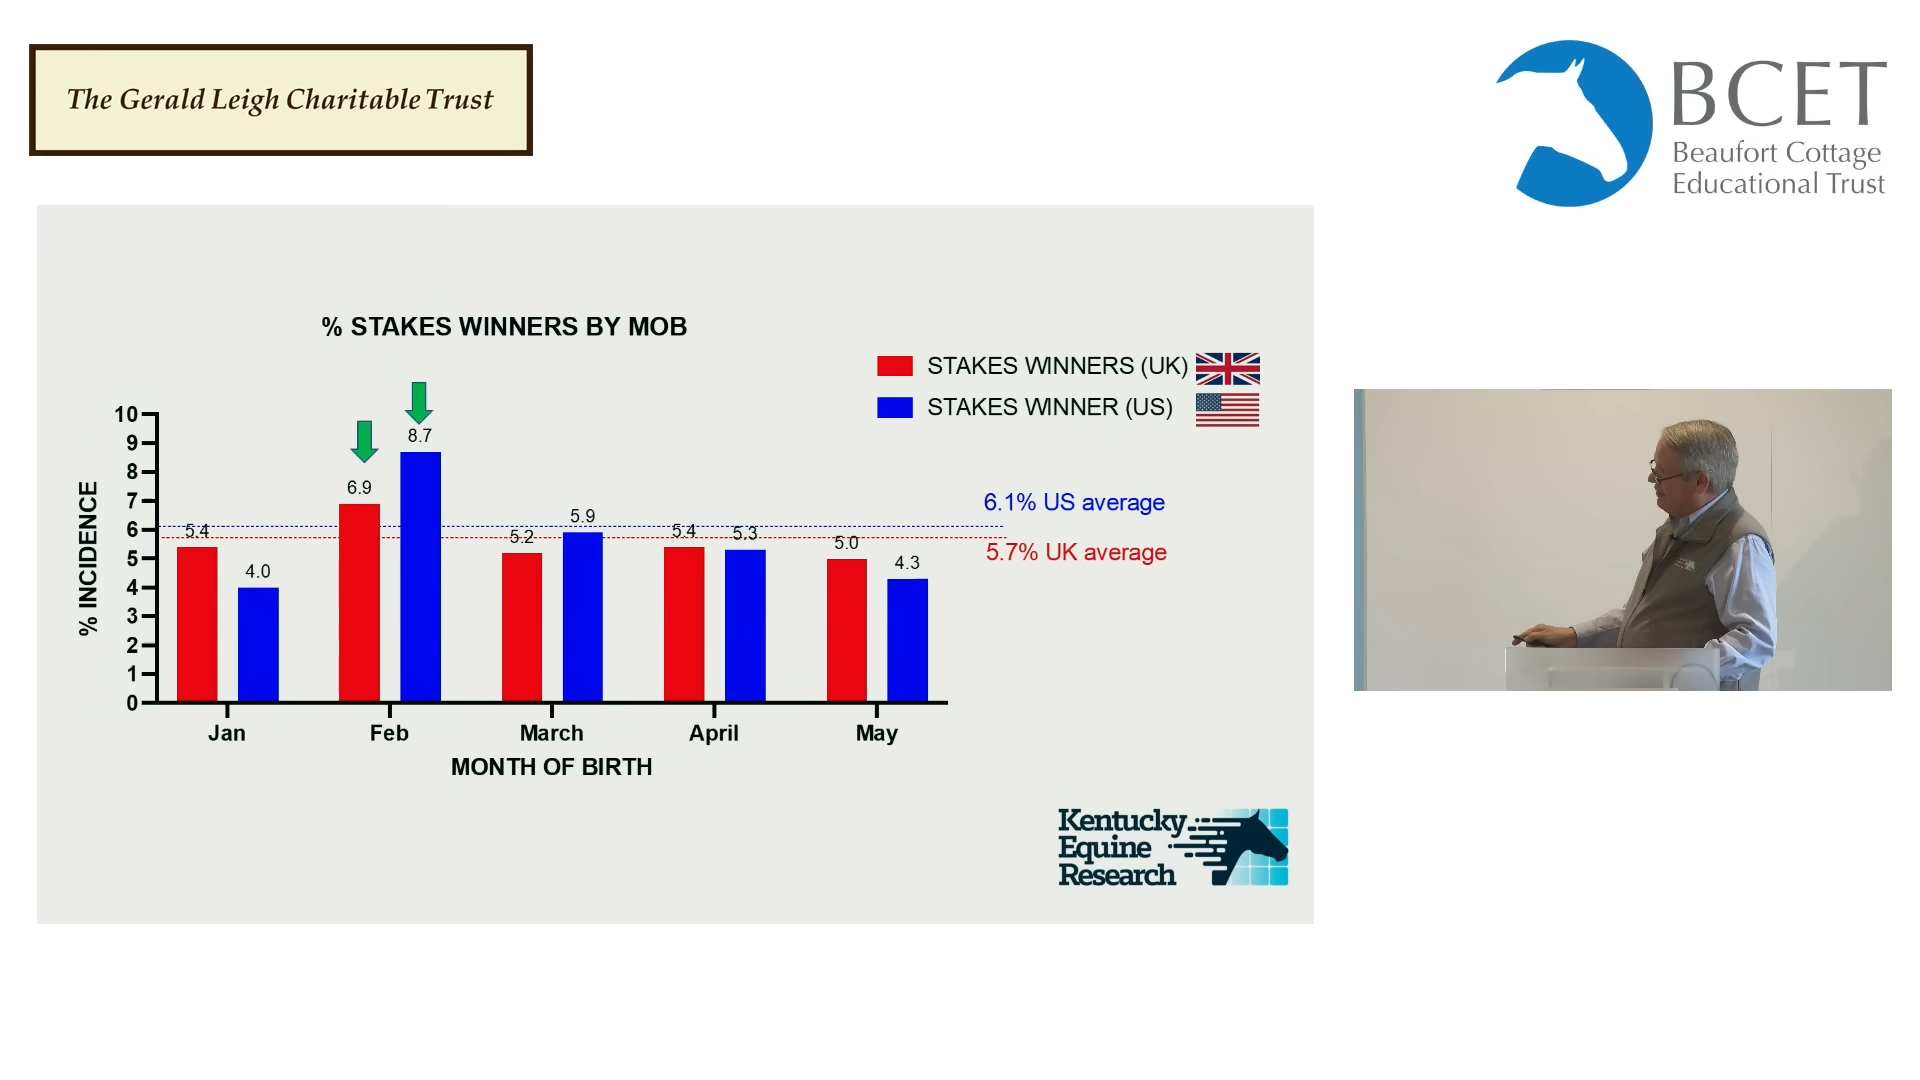 The Gerald Leigh Charitable Trust
BCET
Beaufort Cottage
Educational Trust
% STAKES WINNERS BY MOB
STAKES WINNERS (UK)
STAKES WINNER (US)
% INCIDENCE
10
9
8
7
6
5
4
3
2
1
0
5.4
4.0
6.9
8.7
5.2
5.9
5.4
5.3
5.0
4.3
6.1% US average
5.7% UK average
Jan Feb March April May
MONTH OF BIRTH
Kentucky
Equine
Research